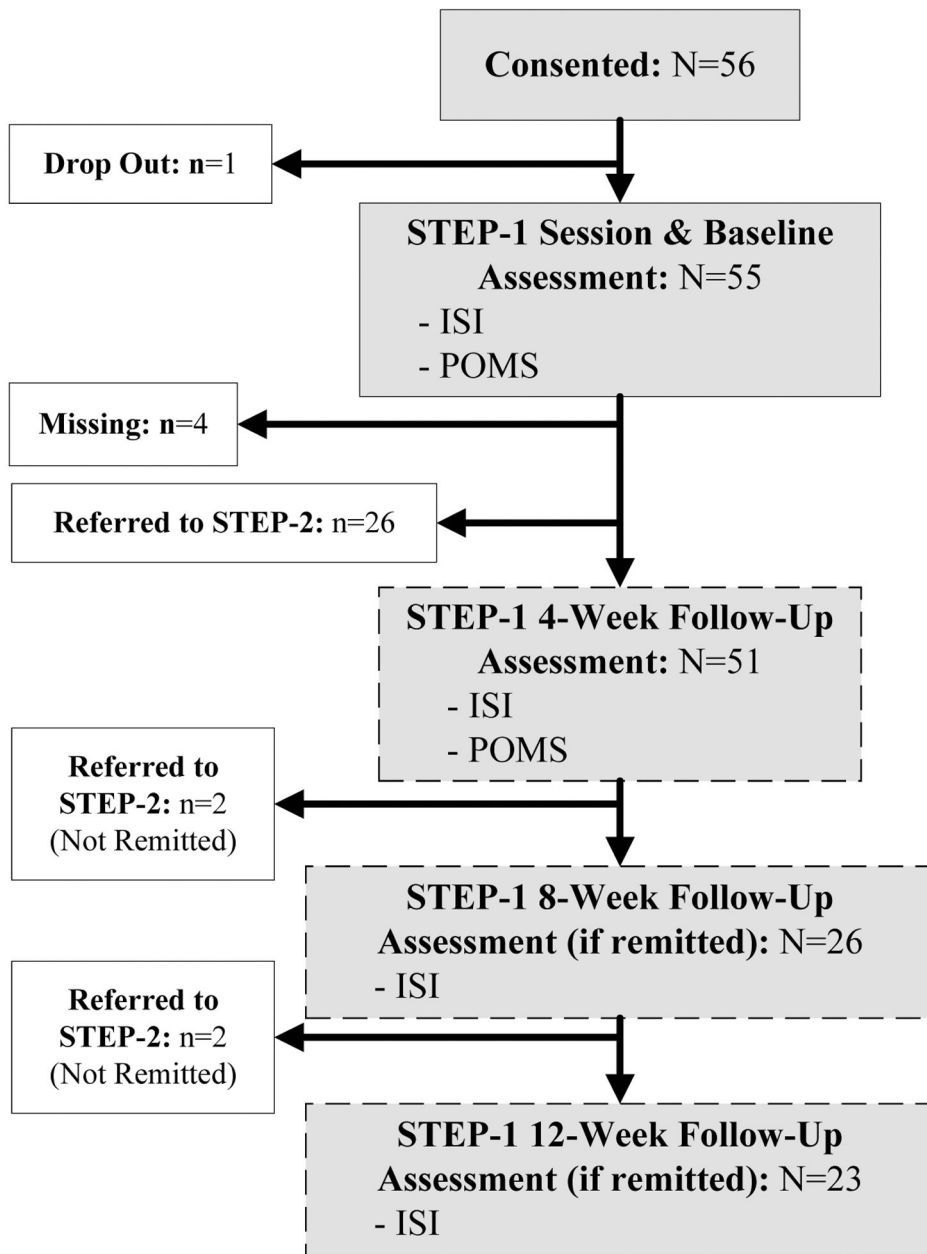 Consented: N=56
Drop Out: n=1
STEP-1 Session & Baseline
Assessment: N=55
- ISI
- POMS
Missing: n=4
Referred to STEP-2: n=26
STEP-1 4-Week Follow-Up
Assessment: N=51
- ISI
- POMS
Referred to
STEP-2: n=2
(Not Remitted)
STEP-1 8-Week Follow-Up
Assessment (if remitted): N=26
- ISI
Referred to
STEP-2: n=2
(Not Remitted)
STEP-1 12-Week Follow-Up
Assessment (if remitted): N=23
- ISI